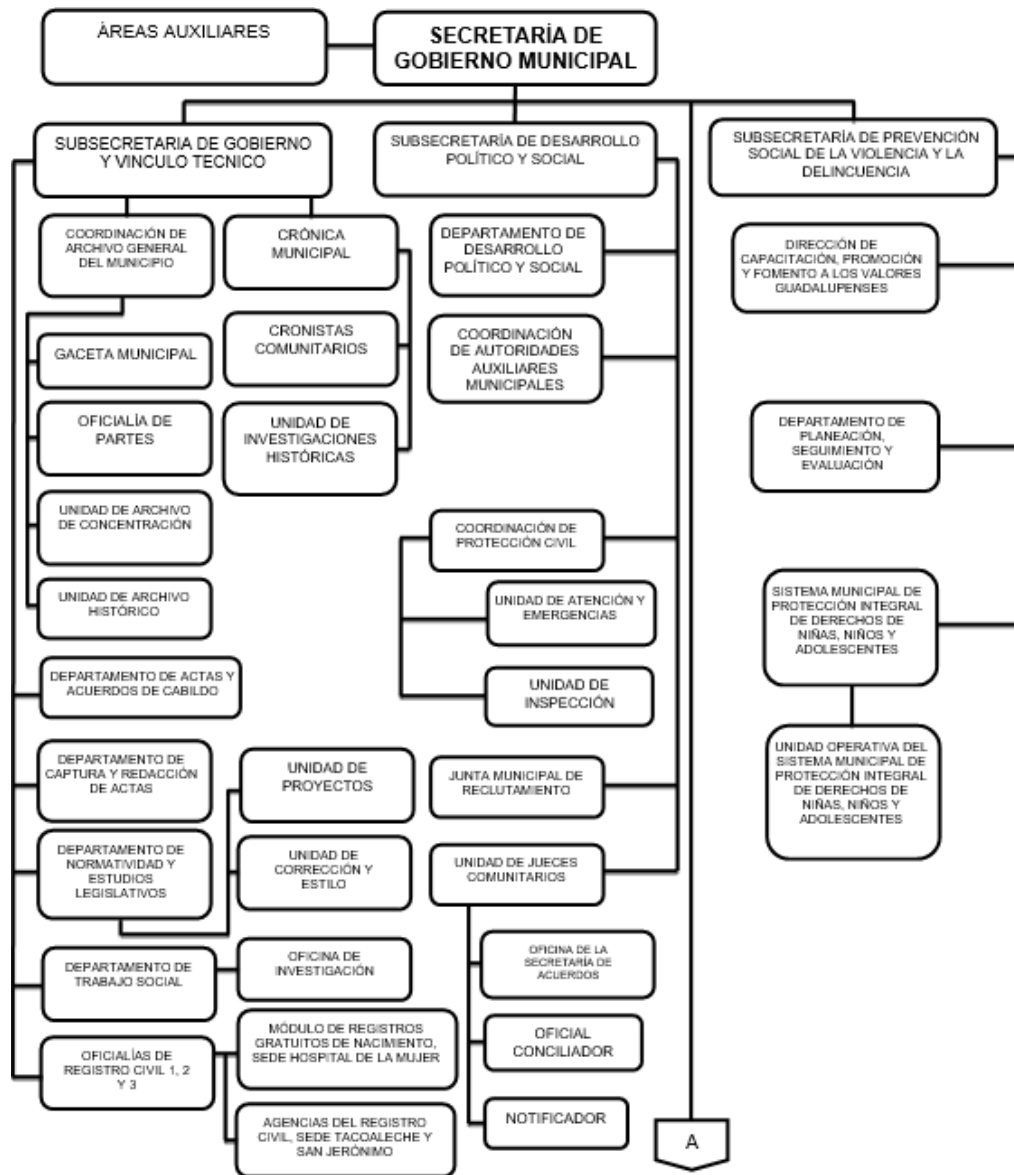 ÁREAS AUXILIARES
SECRETARÍA DE
GOBIERNO MUNICIPAL
SUBSECRETARIA DE GOBIERNO
Y VINCULO TECNICO
SUBSECRETARÍA DE DESARROLLO
POLÍTICO Y SOCIAL
SUBSECRETARÍA DE PREVENCIÓN
SOCIAL DE LA VIOLENCIA Y LA
DELINCUENCIA
COORDINACIÓN DE
ARCHIVO GENERAL
DEL MUNICIPIO
CRÓNICA
MUNICIPAL
DEPARTAMENTO DE
DESARROLLO
POLÍTICO Y SOCIAL
DIRECCIÓN DE
CAPACITACIÓN, PROMOCIÓN
Y FOMENTO A LOS VALORES
GUADALUPENSES
GACETA MUNICIPAL
CRONISTAS
COMUNITARIOS
COORDINACIÓN
DE AUTORIDADES
AUXILIARES
MUNICIPALES
OFICIALÍA DE
PARTES
UNIDAD DE
INVESTIGACIONES
HISTÓRICAS
DEPARTAMENTO DE
PLANEACIÓN,
SEGUIMIENTO Y
EVALUACIÓN
UNIDAD DE ARCHIVO
DE CONCENTRACIÓN
COORDINACIÓN DE
PROTECCIÓN CIVIL
UNIDAD DE ARCHIVO
HISTÓRICO
UNIDAD DE ATENCIÓN Y
EMERGENCIAS
SISTEMA MUNICIPAL DE
PROTECCIÓN INTEGRAL
DE DERECHOS DE
NIÑAS, NIÑOS Y
ADOLESCENTES
DEPARTAMENTO DE ACTAS Y
ACUERDOS DE CABILDO
UNIDAD DE
INSPECCIÓN
DEPARTAMENTO DE
CAPTURA Y REDACCIÓN
DE ACTAS
UNIDAD DE
PROYECTOS
JUNTA MUNICIPAL DE
RECLUTAMIENTO
UNIDAD OPERATIVA DEL
SISTEMA MUNICIPAL DE
PROTECCIÓN INTEGRAL
DE DERECHOS DE
NIÑAS, NIÑOS Y
ADOLESCENTES
DEPARTAMENTO DE
NORMATIVIDAD Y
ESTUDIOS
LEGISLATIVOS
UNIDAD DE
CORRECCIÓN Y
ESTILO
UNIDAD DE JUECES
COMUNITARIOS
DEPARTAMENTO DE
TRABAJO SOCIAL
OFICINA DE
INVESTIGACIÓN
OFICINA DE LA
SECRETARÍA DE
ACUERDOS
OFICIALÍAS DE
REGISTRO CIVIL 1, 2
Y 3
MÓDULO DE REGISTROS
GRATUITOS DE NACIMIENTO,
SEDE HOSPITAL DE LA MUJER
OFICIAL
CONCILIADOR
AGENCIAS DEL REGISTRO
CIVIL, SEDE TACOALECHE Y
SAN JERÓNIMO
NOTIFICADOR
A